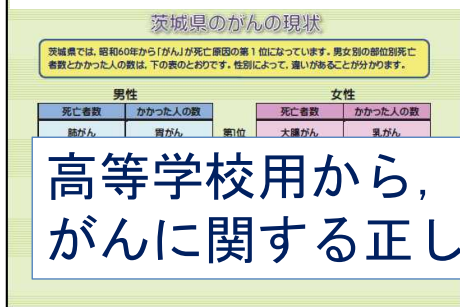 茨城県のがんの現状
茨城県では、昭和60年から「がん」が死亡原因の第1位になっています。男女別の部位別死亡
者数とかかった人の数は、下の表のとおりです。性別によって、違いがあることが分かります。
男性 女性
死亡者数 かかった人の数 死亡者数 かかった人の数
肺がん 胃がん 第1位 大腸がん 乳がん
高等学校用から，
がんに関する正し